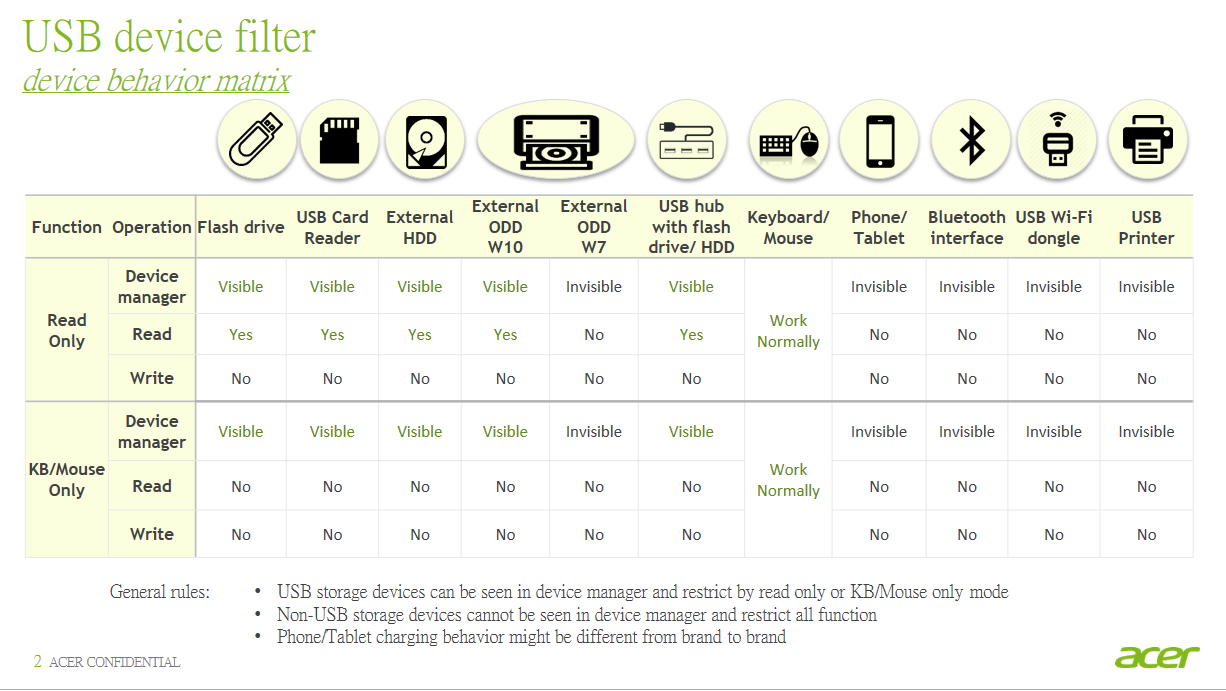 USB device filter
device behavior matrix
Function Operation Flash drive USB Card Reader External HDD External ODD W10 External ODD W7 USB hub with flash drive/ HDD Keyboard/ Mouse Phone/ Tablet Bluetooth interface USB Wi-Fi dongle USB Printer
Read Only
Device manager Visible Visible Visible Visible Invisible Visible Work Normally Invisible Invisible Invisible Invisible
Read Yes Yes Yes Yes No Yes No No No No
Write No No No No No No No No No No
KB/Mouse Only
Device manager Visible Visible Visible Visible Invisible Visible Work Normally Invisible Invisible Invisible Invisible
Read No No No No No No No No No No
Write No No No No No No No No No No
General rules:
• USB storage devices can be seen in device manager and restrict by read only or KB/Mouse only mode
• Non-USB storage devices cannot be seen in device manager and restrict all function
• Phone/Tablet charging behavior might be different from brand to brand
2 ACER CONFIDENTIAL
acer